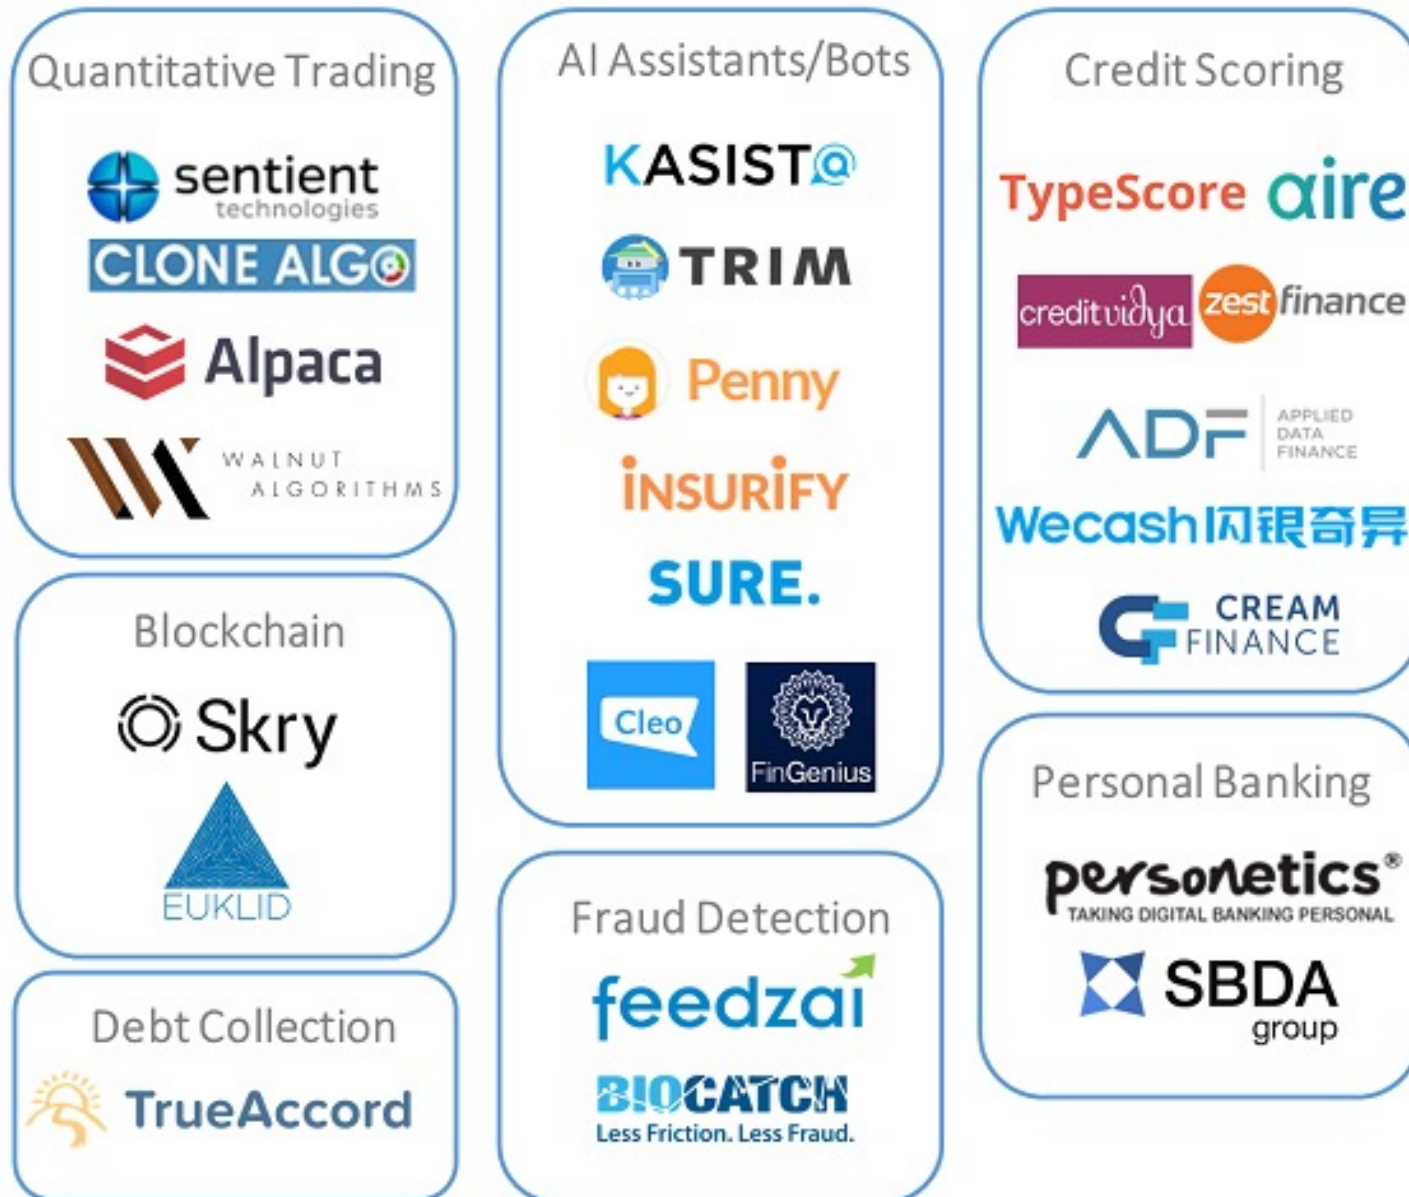 Quantitative Trading
sentient
technologies
CLONE ALGO
Alpaca
WALNUT
ALGORITHMS
Blockchain
Skry
EUKLID
Debt Collection
TrueAccord
AI Assistants/Bots
KASISTO
TRIM
Penny
iNSURiFY
SURE.
Cleo
FinGenius
Fraud Detection
feedzai
BIOCATCH
Less Friction. Less Fraud.
Credit Scoring
TypeScore aire
creditvidya zestfinance
ADF APPLIED
DATA
FINANCE
Wecash闪银奇异
CREAM
FINANCE
Personal Banking
personetics®
TAKING DIGITAL BANKING PERSONAL
SBDA
group